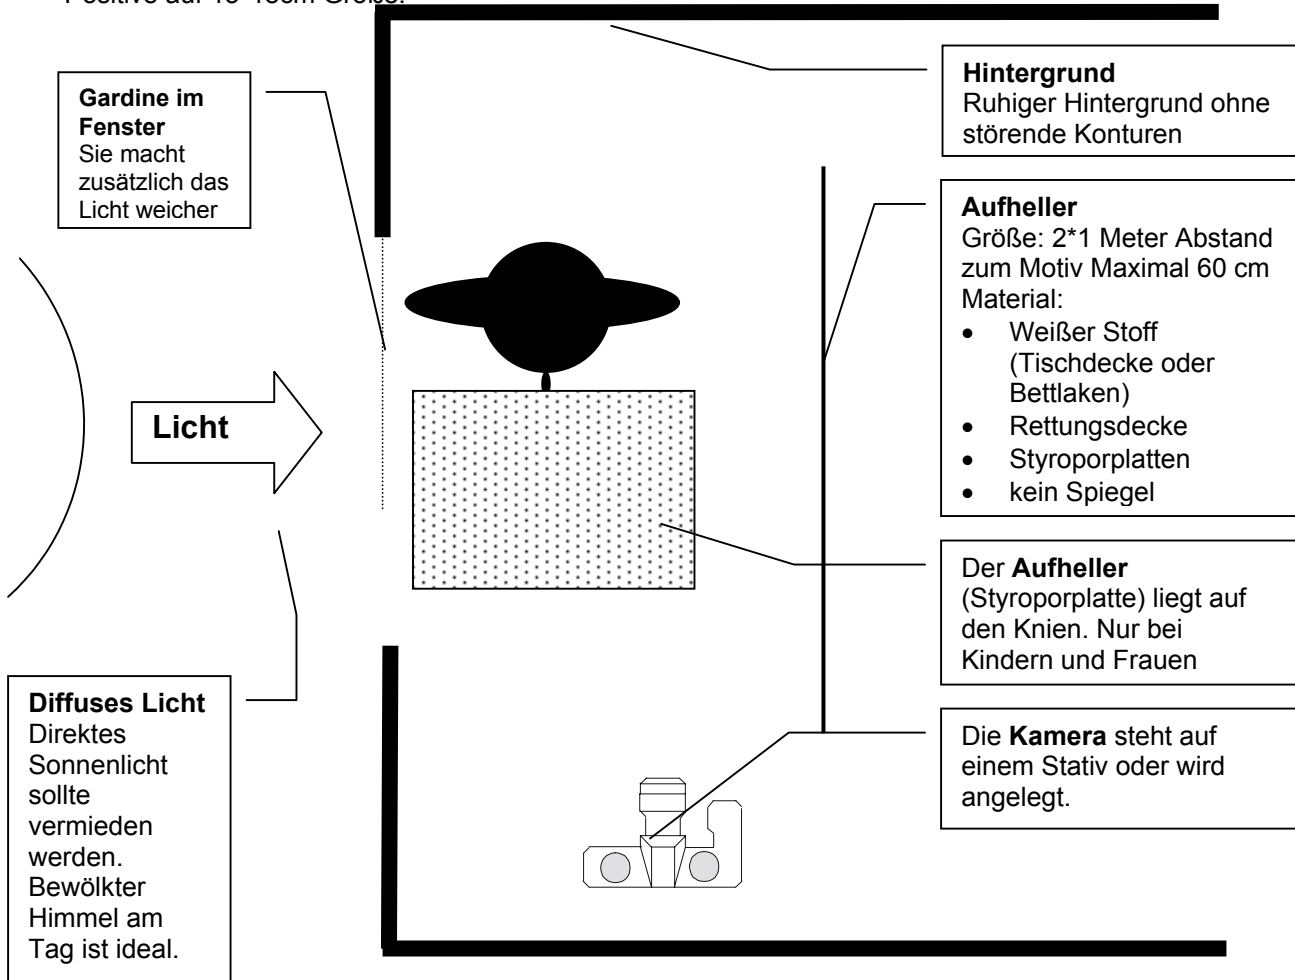 Gardine im
Fenster
Sie macht
zusätzlich das
Licht weicher
Hintergrund
Ruhiger Hintergrund ohne
störende Konturen
Aufheller
Größe: 2*1 Meter Abstand
zum Motiv Maximal 60 cm
Material:
• Weißer Stoff
(Tischdecke oder
Bettlaken)
• Rettungsdecke
• Styroporplatten
• kein Spiegel
Licht
Der Aufheller
(Styroporplatte) liegt auf
den Knien. Nur bei
Kindern und Frauen
Diffuses Licht
Direktes
Sonnenlicht
sollte
vermieden
werden.
Bewölkter
Himmel am
Tag ist ideal.
Die Kamera steht auf
einem Stativ oder wird
angelegt.